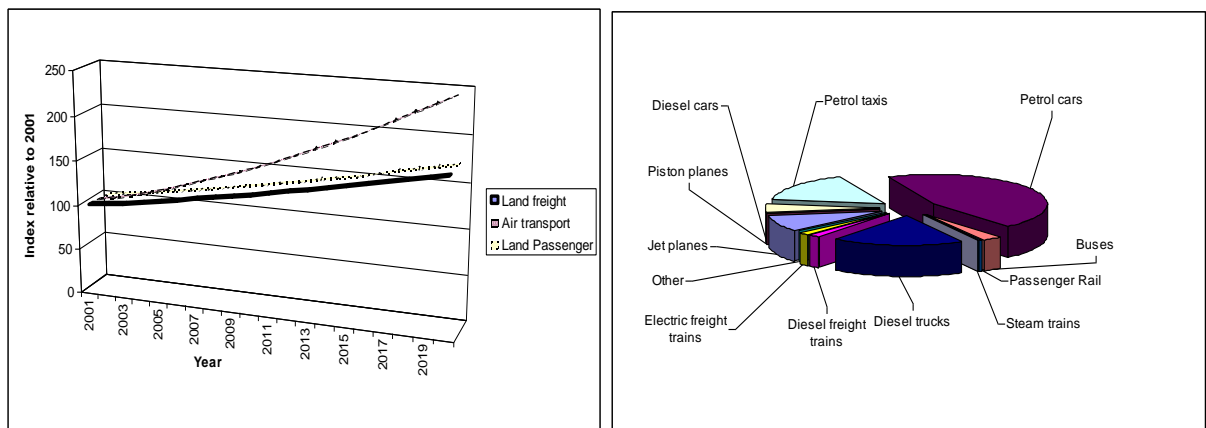 250
200
150
100
50
0
Index relative to 2001
2001
2003
2005
2007
2009
2011
2013
2015
2017
2019
Year
Land freight
Air transport
Land Passenger
Diesel cars
Petrol taxis
Petrol cars
Piston planes
Jet planes
Other
Electric freight
trains
Diesel freight
trains
Diesel trucks
Steam trains
Passenger Rail
Buses